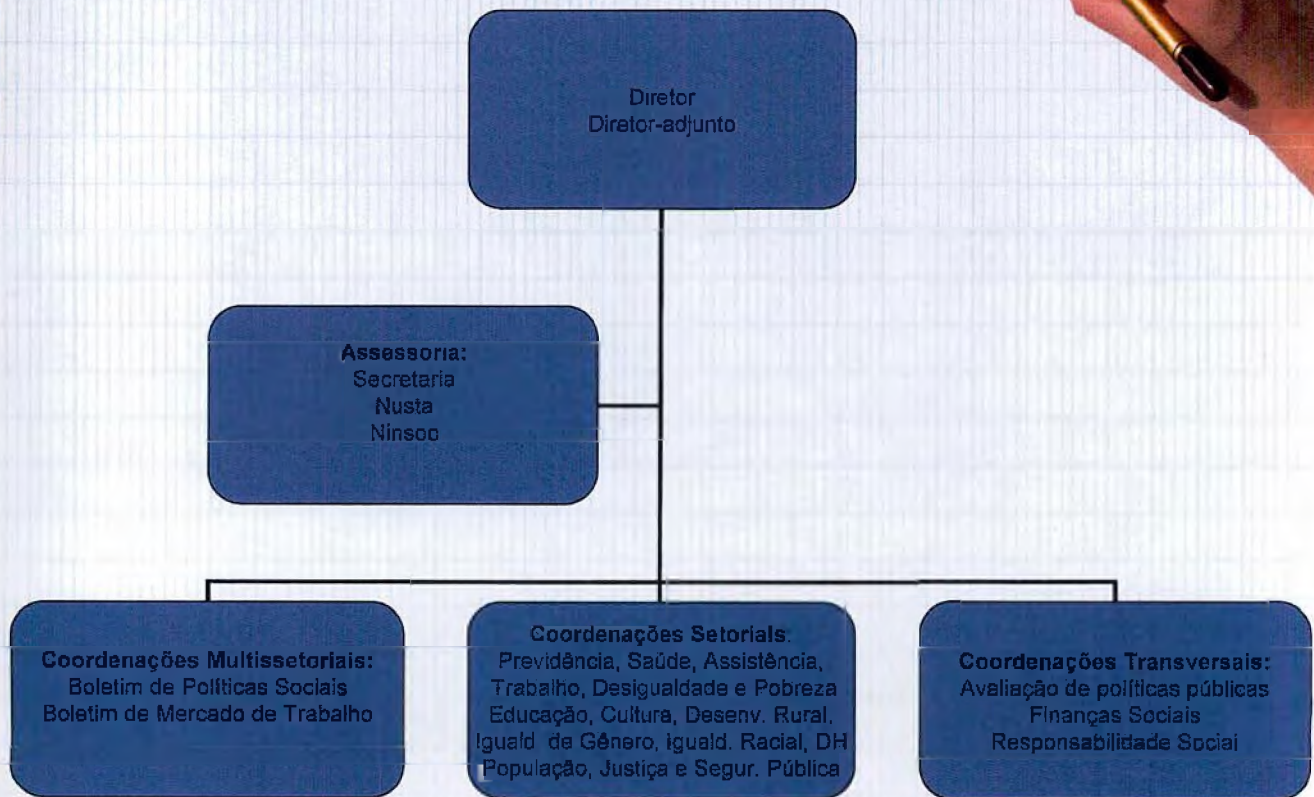 Diretor
Diretor-adjunto
Assessoria:
Secretaria
Nusta
Ninsoo
Coordenações Multissetoriais:
Boletim de Políticas Sociais
Boletim de Mercado de Trabalho
Coordenações Setoriais:
Previdência, Saúde, Assistência,
Trabalho, Desigualdade e Pobreza
Educação, Cultura, Desenv. Rural,
Iguald. de Gênero, Iguald. Racial, DH
População, Justiça e Segur. Pública
Coordenações Transversais:
Avaliação de políticas públicas
Finanças Sociais
Responsabilidade Social